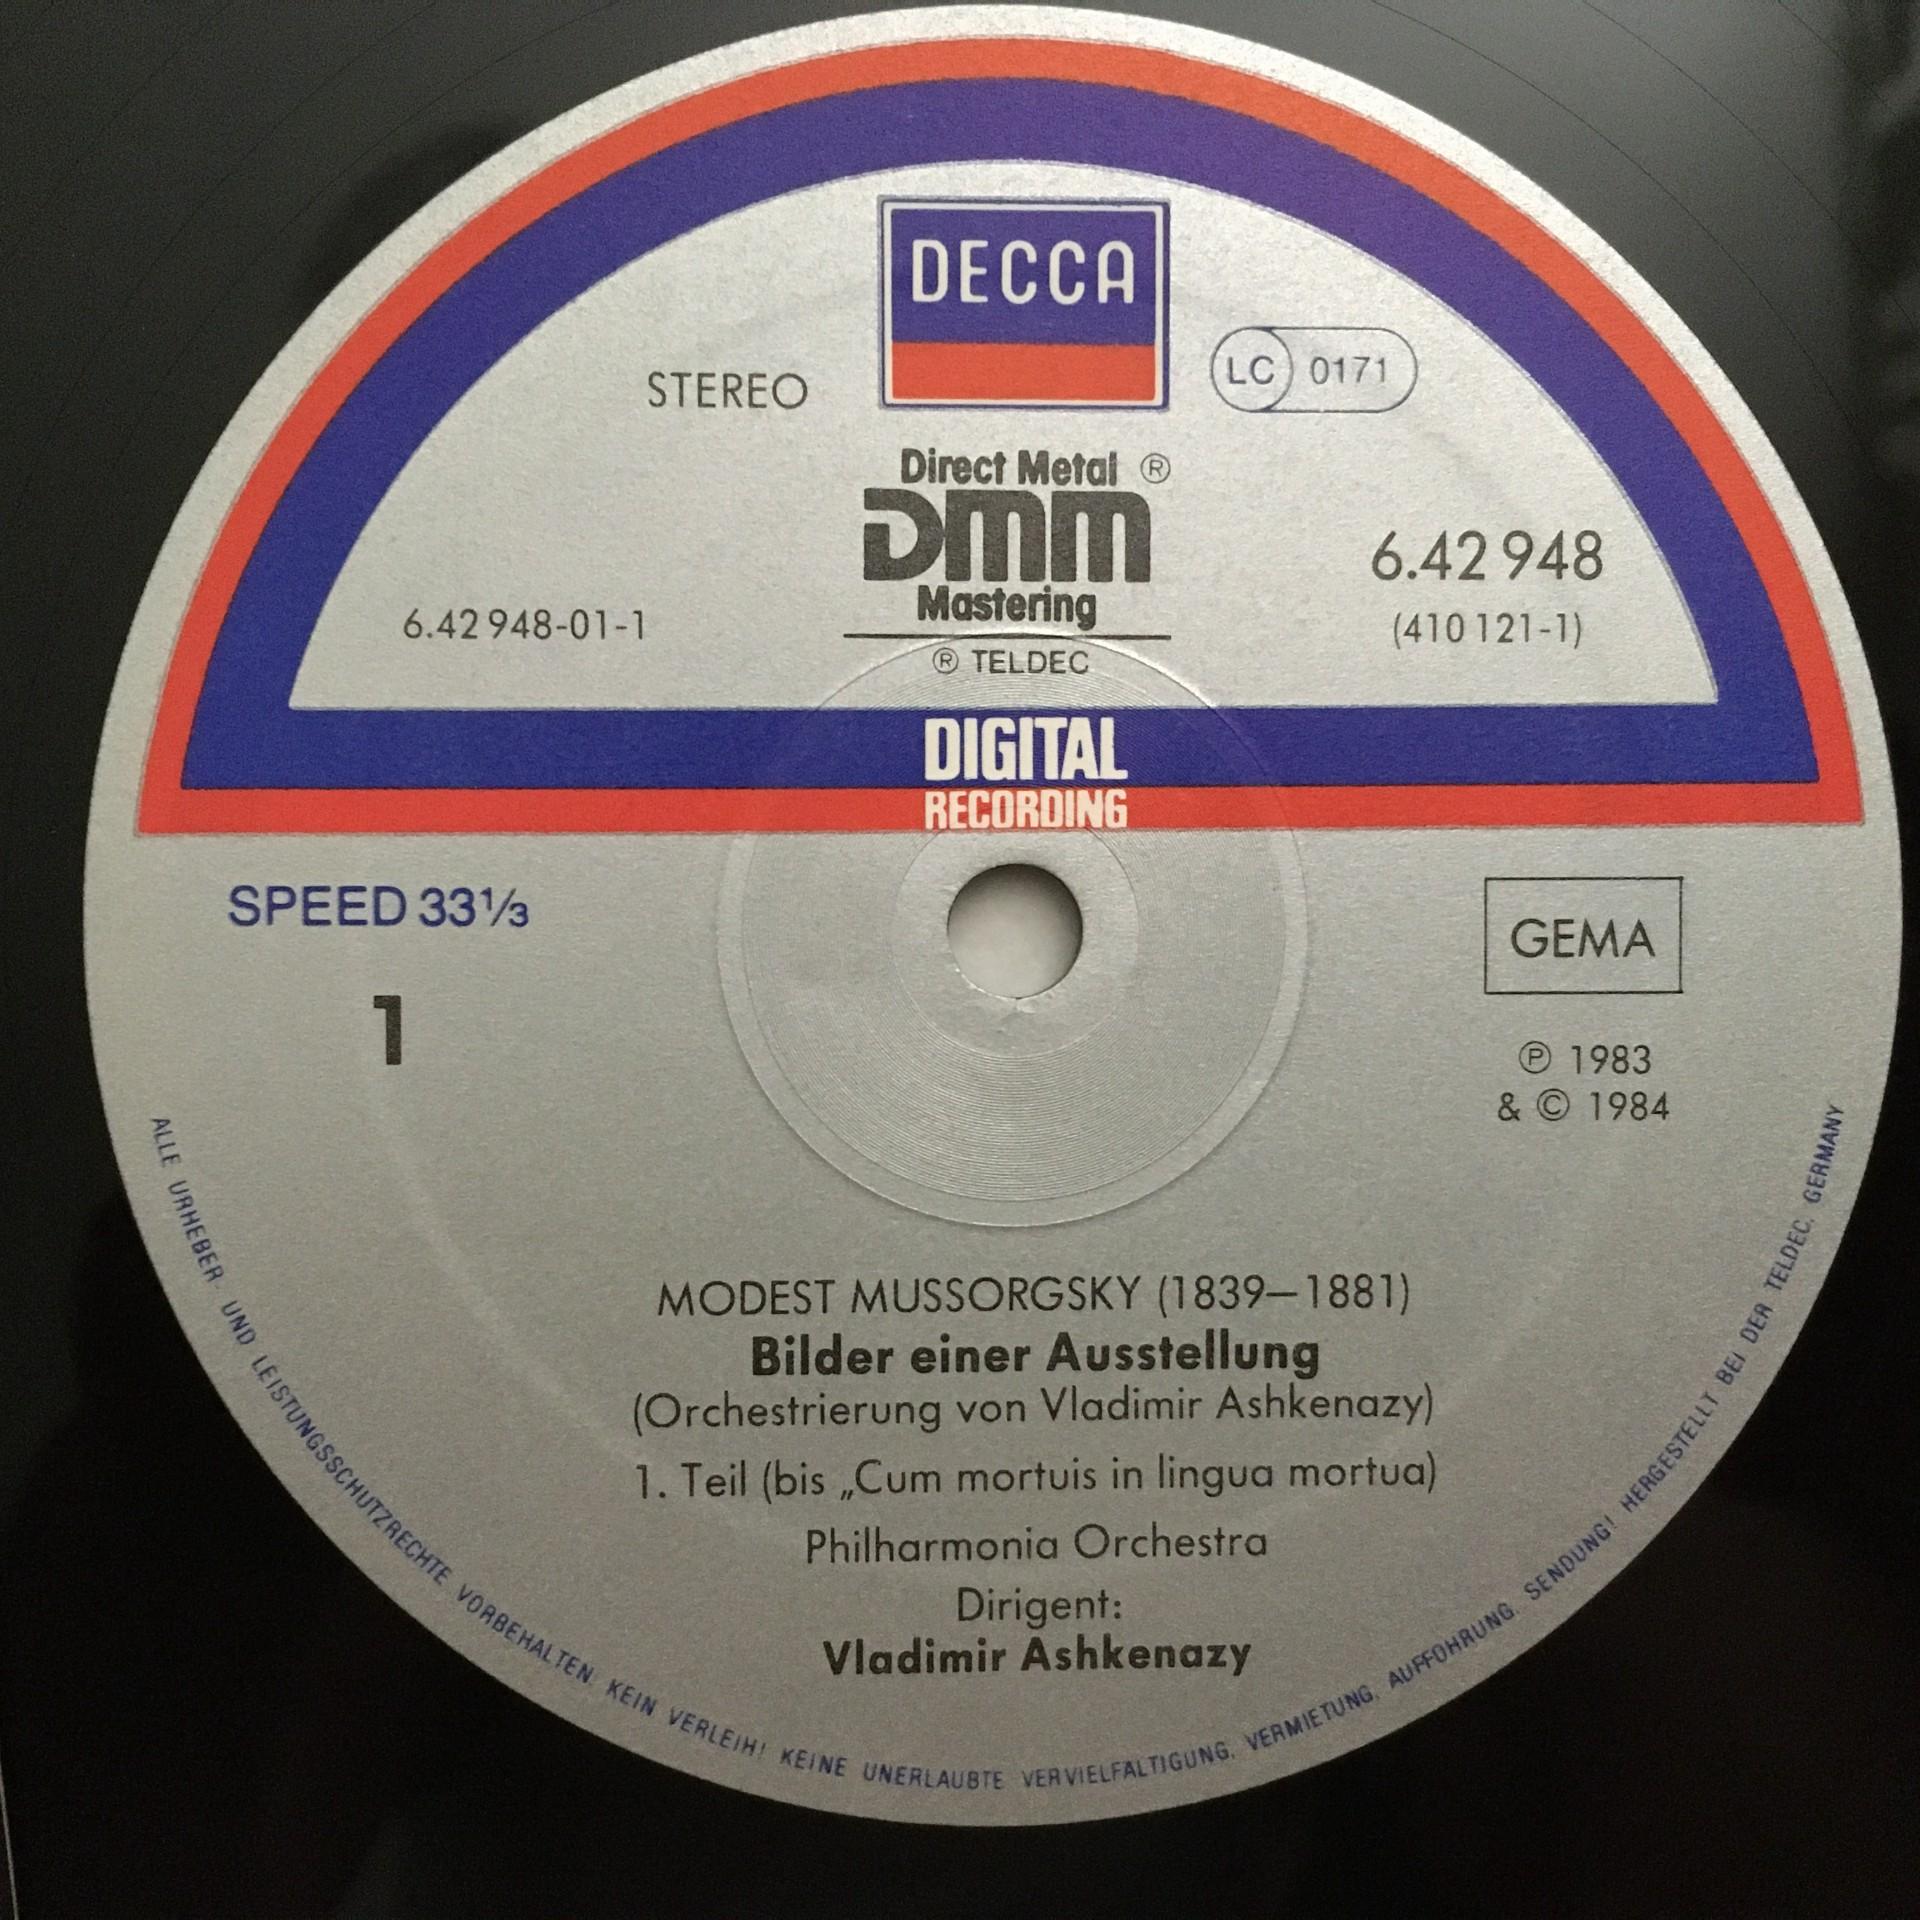 DECCA
STEREO
LC 0171
Direct Metal ®
DMM
Mastering
6.42 948
6.42 948-01-1
(410 121-1)
® TELDEC
DIGITAL
RECORDING
SPEED 33⅓
GEMA
1
℗ 1983
& © 1984
MODEST MUSSORGSKY (1839–1881)
Bilder einer Ausstellung
(Orchestrierung von Vladimir Ashkenazy)
1. Teil (bis „Cum mortuis in lingua mortua)
Philharmonia Orchestra
Dirigent:
Vladimir Ashkenazy
ALLE URHEBER- UND LEISTUNGSSCHUTZRECHTE VORBEHALTEN. KEIN VERLEIH! KEINE UNERLAUBTE VERVIELFÄLTIGUNG, VERMIETUNG, AUFFÜHRUNG, SENDUNG! HERGESTELLT BEI DER TELDEC, GERMANY